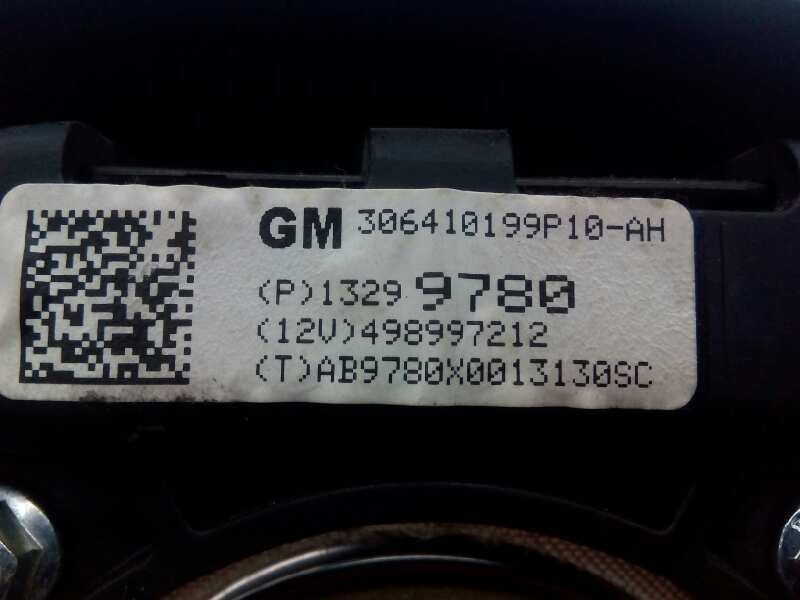 GM 306410199P10-AH
(P)1329 9780
(12V)498997212
(T)AB9780X0013130SC